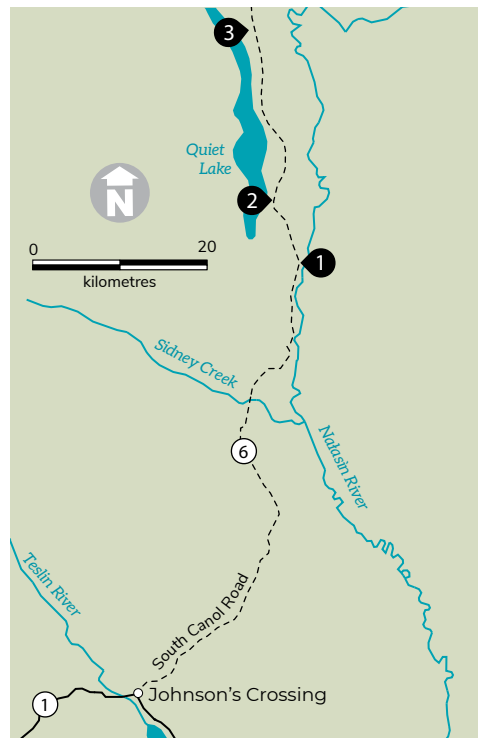 3
Quiet
Lake
2
N
0 20
kilometres
1
Sidney Creek
6
Natasin River
Teslin River
South Canol Road
Johnson's Crossing
1